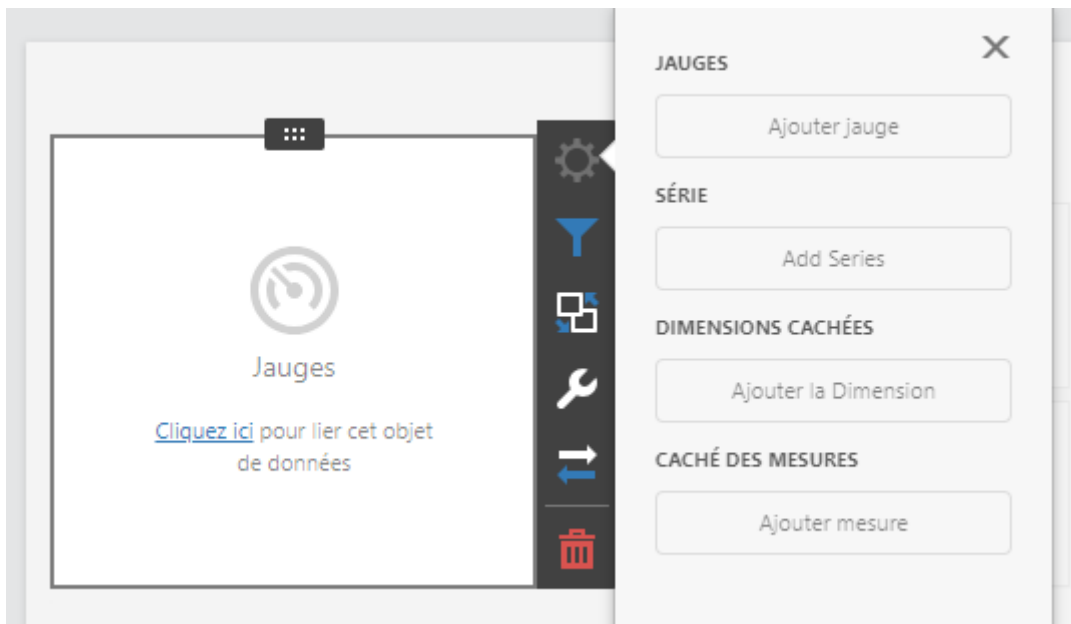 Jauges
Cliquez ici pour lier cet objet
de données
JAUGES
Ajouter jauge
SÉRIE
Add Series
DIMENSIONS CACHÉES
Ajouter la Dimension
CACHÉ DES MESURES
Ajouter mesure